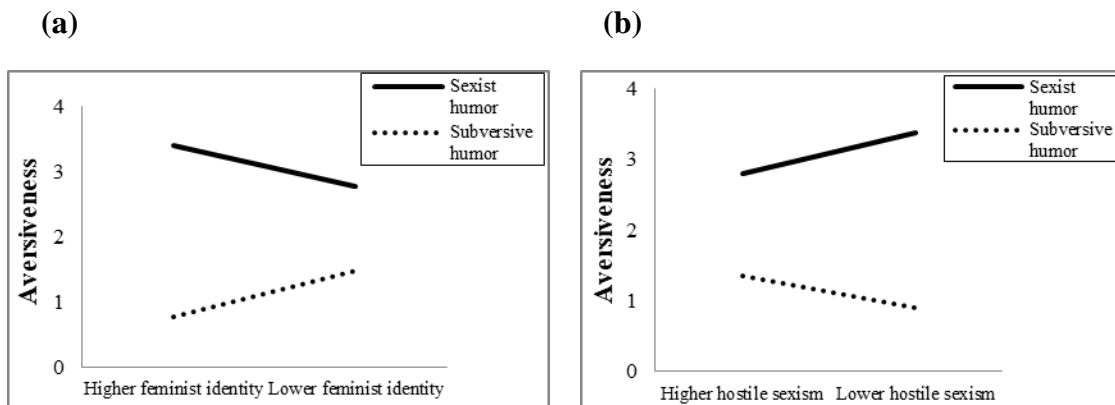 (a)
Sexist
humor
Subversive
humor
4
3
2
1
0
Aversiveness
Higher feminist identity Lower feminist identity
(b)
Sexist
humor
Subversive
humor
4
3
2
1
0
Aversiveness
Higher hostile sexism Lower hostile sexism